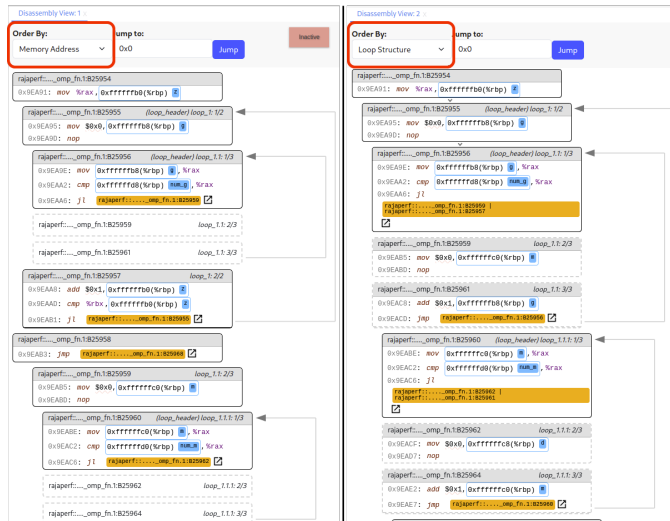 Disassembly View: 1
Order By:
Jump to:
Memory Address
0x0
Jump
Inactive
rajaperf::...._omp_fn.1:B25954
0x9EA91: mov %rax, 0xffffffb0(%rbp) z
rajaperf::...._omp_fn.1:B25955 (loop_header) loop_1: 1/2
0x9EA95: mov $0x0, 0xffffffb8(%rbp) g
0x9EA9D: nop
rajaperf::...._omp_fn.1:B25956 (loop_header) loop_1.1: 1/3
0x9EA9E: mov 0xffffffb8(%rbp) g, %rax
0x9EAA2: cmp 0xffffffd8(%rbp) num_g, %rax
0x9EAA6: jl rajaperf::...._omp_fn.1:B25959
rajaperf::...._omp_fn.1:B25959 loop_1.1: 2/3
rajaperf::...._omp_fn.1:B25961 loop_1.1: 3/3
rajaperf::...._omp_fn.1:B25957 loop_1: 2/2
0x9EAA8: add $0x1, 0xffffffb0(%rbp) z
0x9EAAD: cmp %rbx, 0xffffffb0(%rbp) z
0x9EAB1: jl rajaperf::...._omp_fn.1:B25955
rajaperf::...._omp_fn.1:B25958
0x9EAB3: jmp rajaperf::...._omp_fn.1:B25968
rajaperf::...._omp_fn.1:B25959 loop_1.1: 2/3
0x9EAB5: mov $0x0, 0xffffffc0(%rbp) m
0x9EABD: nop
rajaperf::...._omp_fn.1:B25960 (loop_header) loop_1.1.1: 1/3
0x9EABE: mov 0xffffffc0(%rbp) m, %rax
0x9EAC2: cmp 0xffffffd0(%rbp) num_m, %rax
0x9EAC6: jl rajaperf::...._omp_fn.1:B25962
rajaperf::...._omp_fn.1:B25962 loop_1.1.1: 2/3
rajaperf::...._omp_fn.1:B25964 loop_1.1.1: 3/3
Disassembly View: 2
Order By:
Jump to:
Loop Structure
0x0
Jump
rajaperf::...._omp_fn.1:B25954
0x9EA91: mov %rax, 0xffffffb0(%rbp) z
rajaperf::...._omp_fn.1:B25955 (loop_header) loop_1: 1/2
0x9EA95: mov $0x0, 0xffffffb8(%rbp) g
0x9EA9D: nop
rajaperf::...._omp_fn.1:B25956 (loop_header) loop_1.1: 1/3
0x9EA9E: mov 0xffffffb8(%rbp) g, %rax
0x9EAA2: cmp 0xffffffd8(%rbp) num_g, %rax
0x9EAA6: jl
rajaperf::...._omp_fn.1:B25959 |
rajaperf::...._omp_fn.1:B25957
rajaperf::...._omp_fn.1:B25959 loop_1.1: 2/3
0x9EAB5: mov $0x0, 0xffffffc0(%rbp) m
0x9EABD: nop
rajaperf::...._omp_fn.1:B25961 loop_1.1: 3/3
0x9EAC8: add $0x1, 0xffffffb8(%rbp) g
0x9EACD: jmp rajaperf::...._omp_fn.1:B25956
rajaperf::...._omp_fn.1:B25960 (loop_header) loop_1.1.1: 1/3
0x9EABE: mov 0xffffffc0(%rbp) m, %rax
0x9EAC2: cmp 0xffffffd0(%rbp) num_m, %rax
0x9EAC6: jl
rajaperf::...._omp_fn.1:B25962 |
rajaperf::...._omp_fn.1:B25961
rajaperf::...._omp_fn.1:B25962 loop_1.1.1: 2/3
0x9EACF: mov $0x0, 0xffffffc8(%rbp) d
0x9EAD7: nop
rajaperf::...._omp_fn.1:B25964 loop_1.1.1: 3/3
0x9EAE2: add $0x1, 0xffffffc0(%rbp) m
0x9EAE7: jmp rajaperf::...._omp_fn.1:B25960